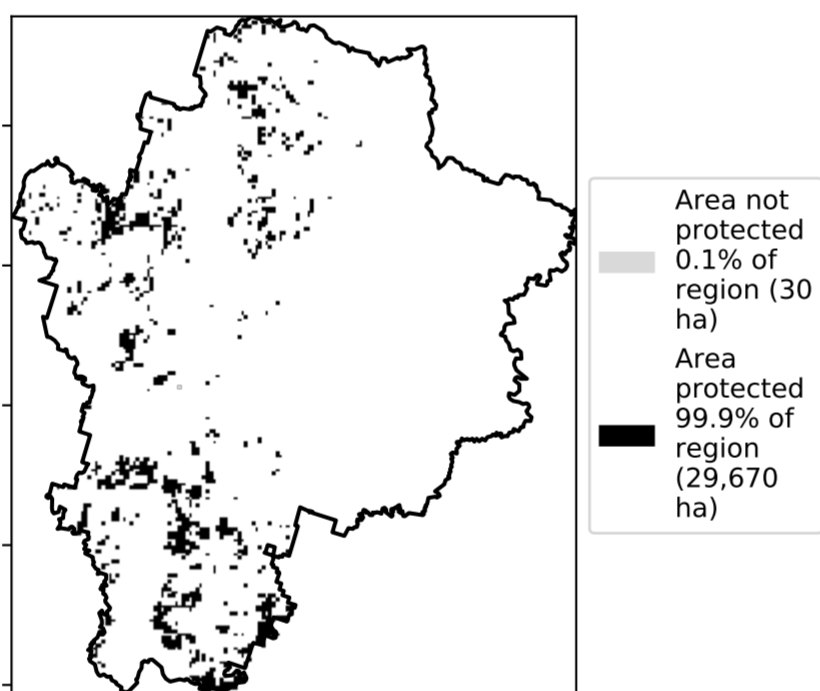 Area not
protected
0.1% of
region (30
ha)
Area
protected
99.9% of
region
(29,670
ha)